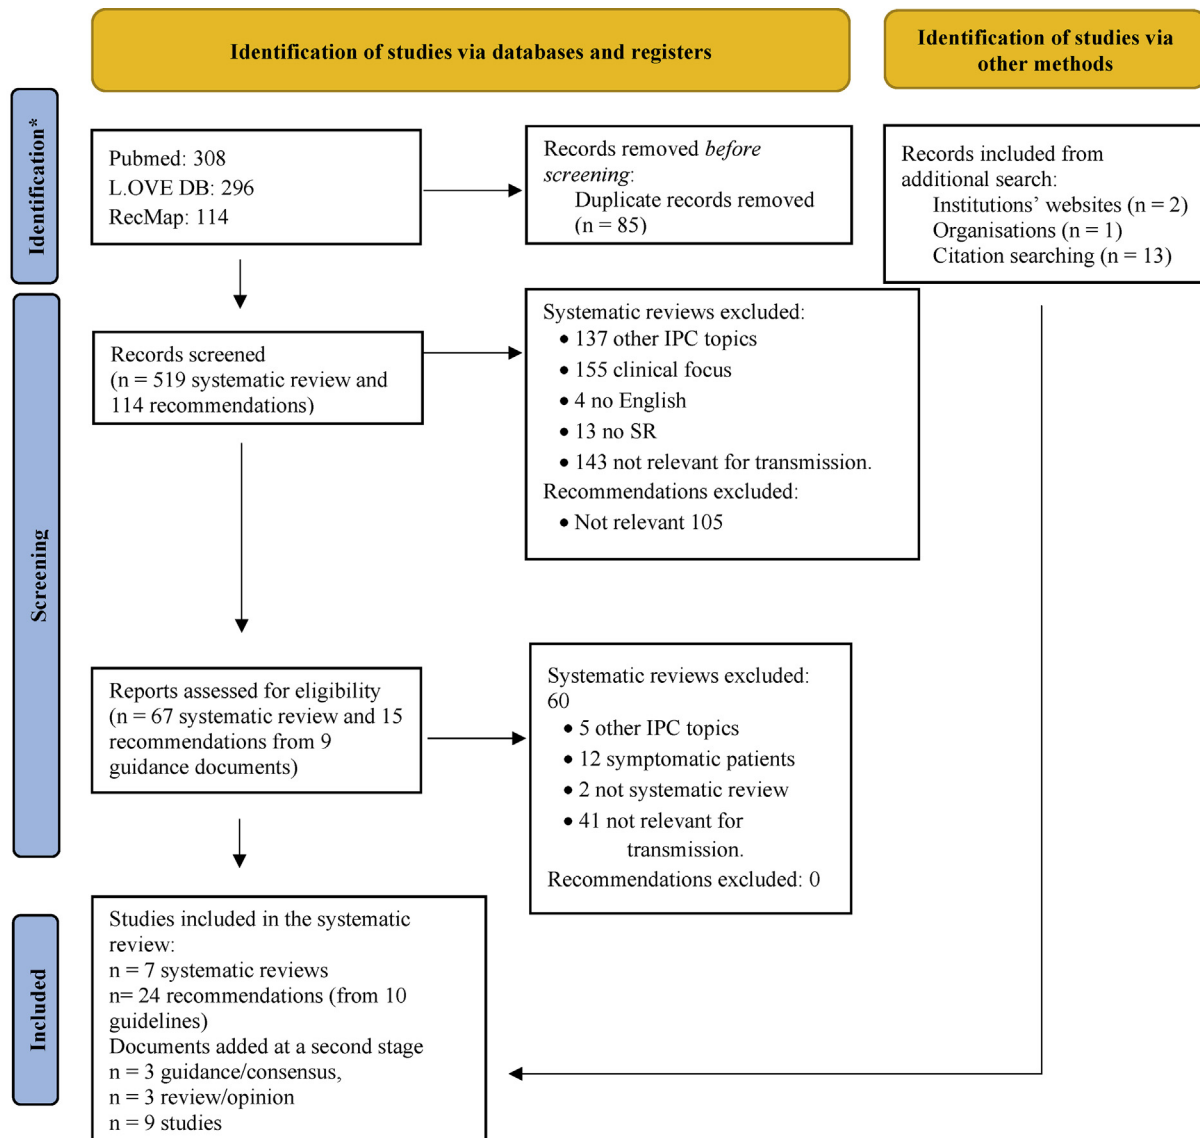 Identification of studies via databases and registers
Identification of studies via
other methods
Identification*
Pubmed: 308
L.OVE DB: 296
RecMap: 114
Records removed before
screening:
Duplicate records removed
(n = 85)
Records included from
additional search:
Institutions’ websites (n = 2)
Organisations (n = 1)
Citation searching (n = 13)
Screening
Records screened
(n = 519 systematic review and
114 recommendations)
Systematic reviews excluded:
• 137 other IPC topics
• 155 clinical focus
• 4 no English
• 13 no SR
• 143 not relevant for transmission.
Recommendations excluded:
• Not relevant 105
Reports assessed for eligibility
(n = 67 systematic review and 15
recommendations from 9
guidance documents)
Systematic reviews excluded:
60
• 5 other IPC topics
• 12 symptomatic patients
• 2 not systematic review
• 41 not relevant for
transmission.
Recommendations excluded: 0
Included
Studies included in the systematic
review:
n = 7 systematic reviews
n= 24 recommendations (from 10
guidelines)
Documents added at a second stage
n = 3 guidance/consensus,
n = 3 review/opinion
n = 9 studies